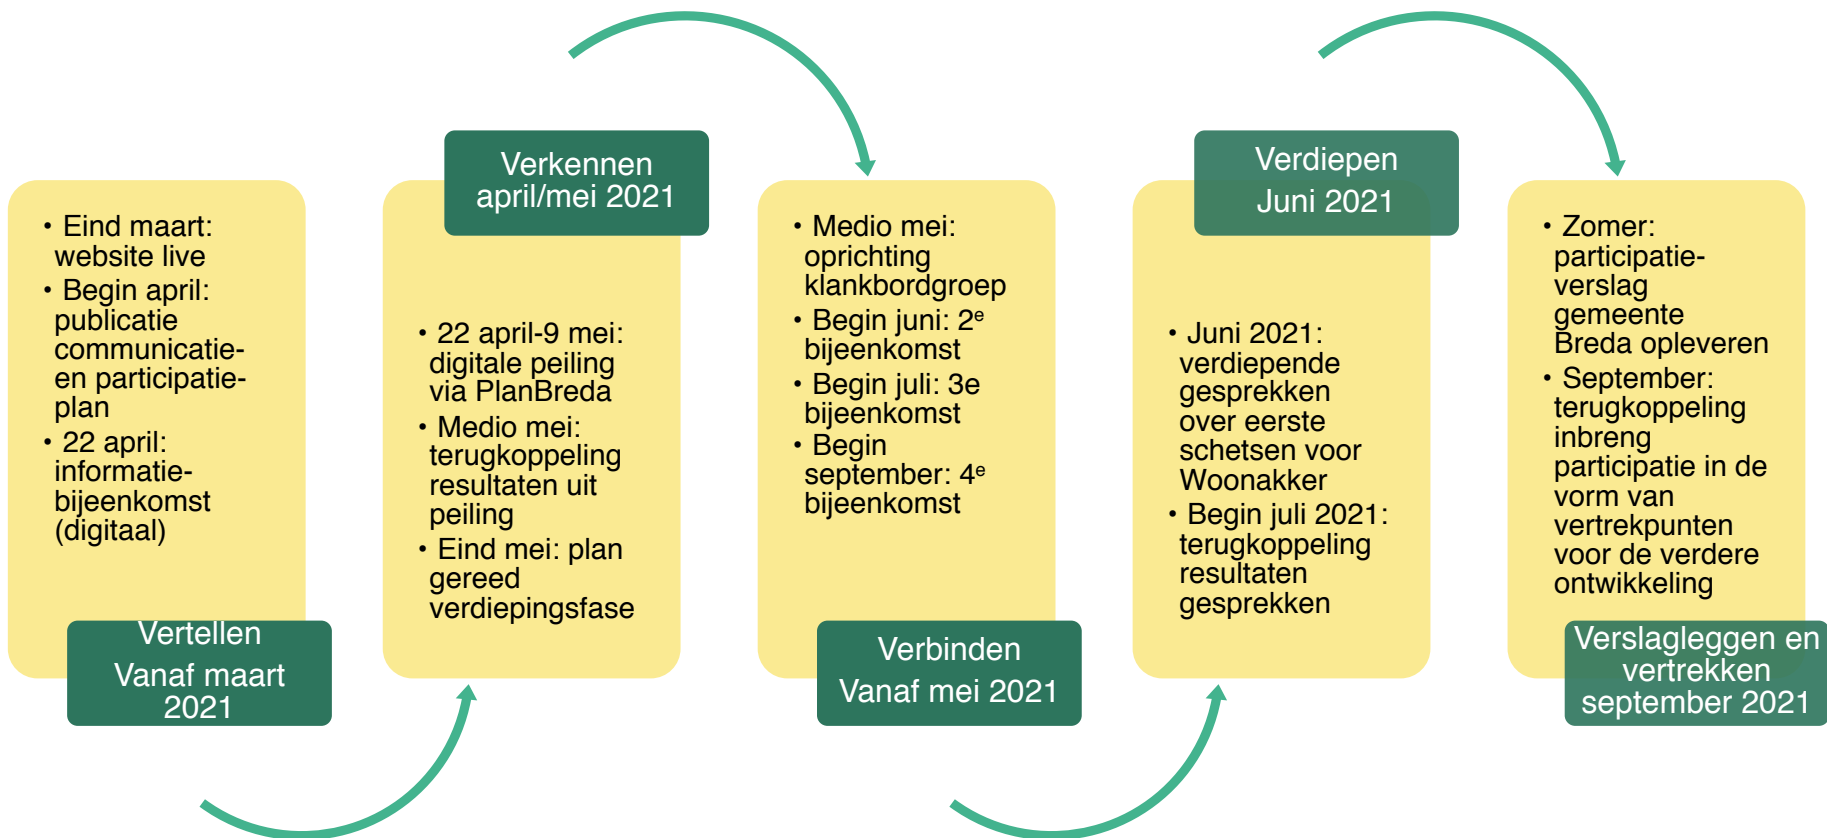 • Eind maart:
website live
• Begin april:
publicatie
communicatie-
en participatie-
plan
• 22 april:
informatie-
bijeenkomst
(digitaal)
Vertellen
Vanaf maart
2021
Verkennen
april/mei 2021
• 22 april-9 mei:
digitale peiling
via PlanBreda
• Medio mei:
terugkoppeling
resultaten uit
peiling
• Eind mei: plan
gereed
verdiepingsfase
• Medio mei:
oprichting
klankbordgroep
• Begin juni: 2ᵉ
bijeenkomst
• Begin juli: 3e
bijeenkomst
• Begin
september: 4ᵉ
bijeenkomst
Verbinden
Vanaf mei 2021
Verdiepen
Juni 2021
• Juni 2021:
verdiepende
gesprekken
over eerste
schetsen voor
Woonakker
• Begin juli 2021:
terugkoppeling
resultaten
gesprekken
• Zomer:
participatie-
verslag
gemeente
Breda opleveren
• September:
terugkoppeling
inbreng
participatie in de
vorm van
vertrekpunten
voor de verdere
ontwikkeling
Verslagleggen en
vertrekken
september 2021